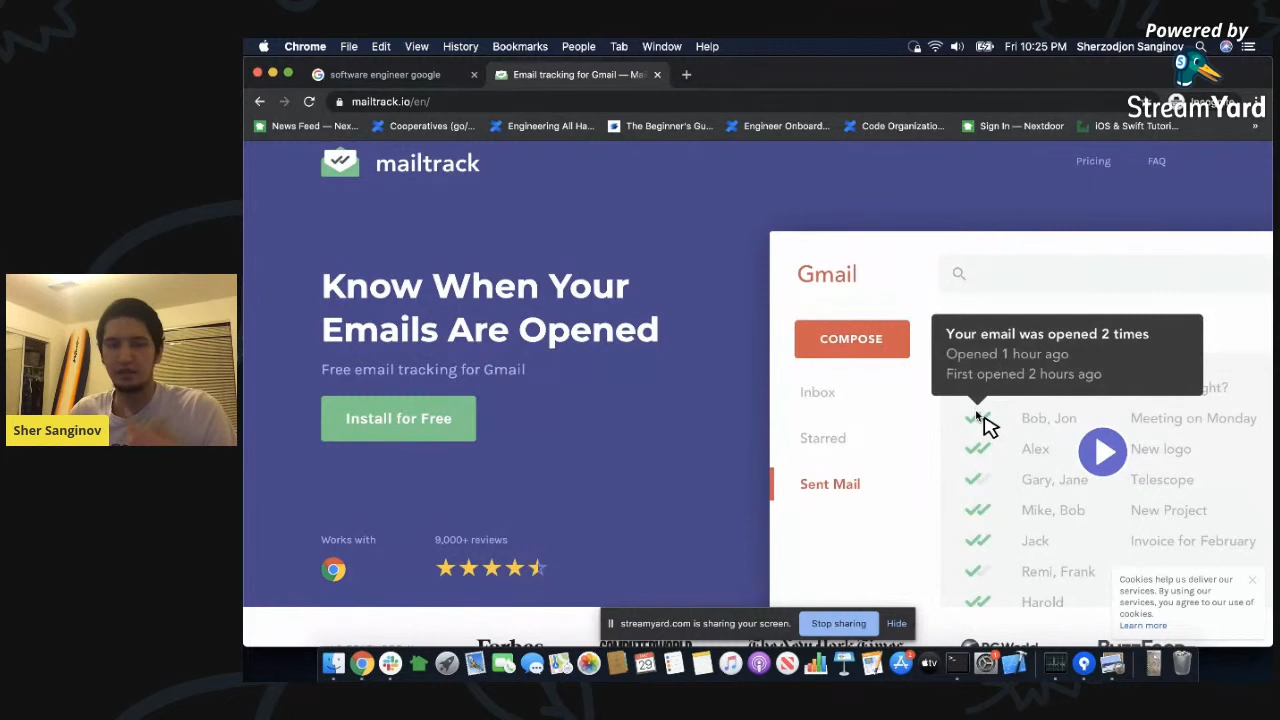 Powered by
StreamYard
Chrome File Edit View History Bookmarks People Tab Window Help
Fri 10:25 PM Sherzodjon Sanginov
software engineer google
Email tracking for Gmail — Mai
mailtrack.io/en/
News Feed — Nex...
Cooperatives (go/...
Engineering All Ha...
The Beginner's Gu...
Engineer Onboard...
Code Organizatio...
Sign In — Nextdoor
iOS & Swift Tutori...
»
mailtrack
Pricing
FAQ
Know When Your
Emails Are Opened
Free email tracking for Gmail
Install for Free
Works with
9,000+ reviews
Gmail
COMPOSE
Inbox
Starred
Sent Mail
Your email was opened 2 times
Opened 1 hour ago
First opened 2 hours ago
Bob, Jon Meeting on Monday
Alex New logo
Gary, Jane Telescope
Mike, Bob New Project
Jack Invoice for February
Remi, Frank
Harold
Cookies help us deliver our
services. By using our
services, you agree to our use of
cookies.
Learn more
Sher Sanginov
streamyard.com is sharing your screen.
Stop sharing
Hide
Forbes